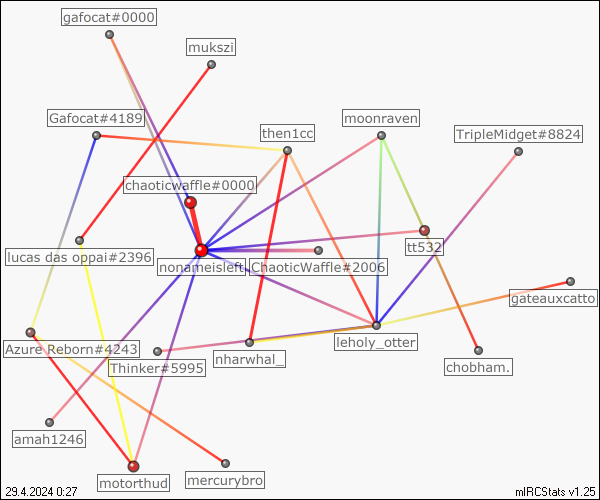 gafocat#0000
mukszi
Gafocat#4189
then1cc
moonraven
TripleMidget#8824
chaoticwaffle#0000
tt532
lucas das oppai#2396
nonameisleft
ChaoticWaffle#2006
gateauxcatto
Azure Reborn#4243
Thinker#5995
nharwhal_
leholy_otter
chobham.
amah1246
motorthud
mercurybro
29.4.2024 0:27
mIRCStats v1.25